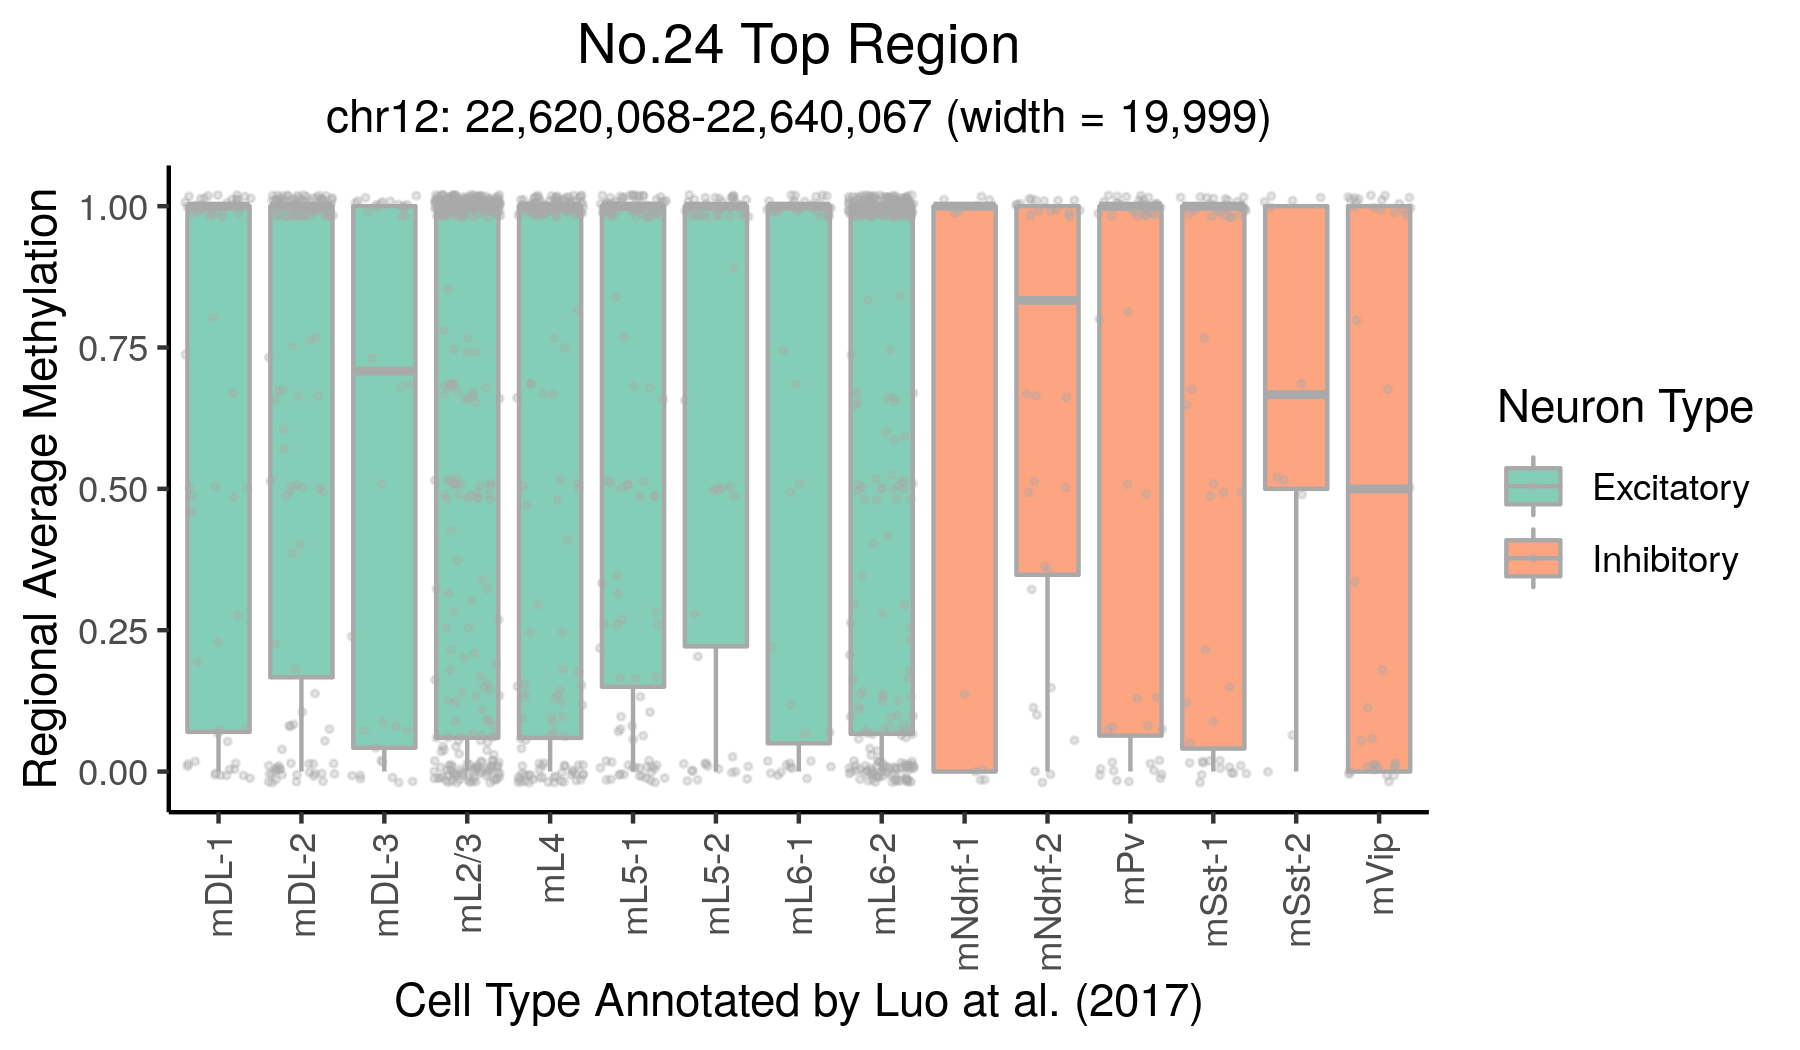 No.24 Top Region
chr12: 22,620,068-22,640,067 (width = 19,999)
Regional Average Methylation
1.00
0.75
0.50
0.25
0.00
mDL-1
mDL-2
mDL-3
mL2/3
mL4
mL5-1
mL5-2
mL6-1
mL6-2
mNdnf-1
mNdnf-2
mPv
mSst-1
mSst-2
mVip
Cell Type Annotated by Luo at al. (2017)
Neuron Type
Excitatory
Inhibitory